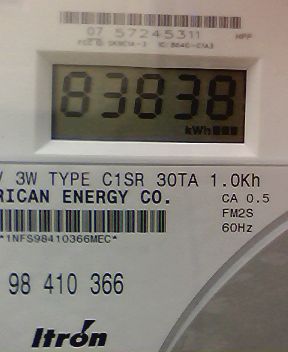 07 57245311
83838
kWh
V 3W TYPE C1SR 30TA 1.0Kh
RICAN ENERGY CO. CA 0.5
FM2S
*1NFS98410366MEC* 60Hz
98 410 366
Itrón